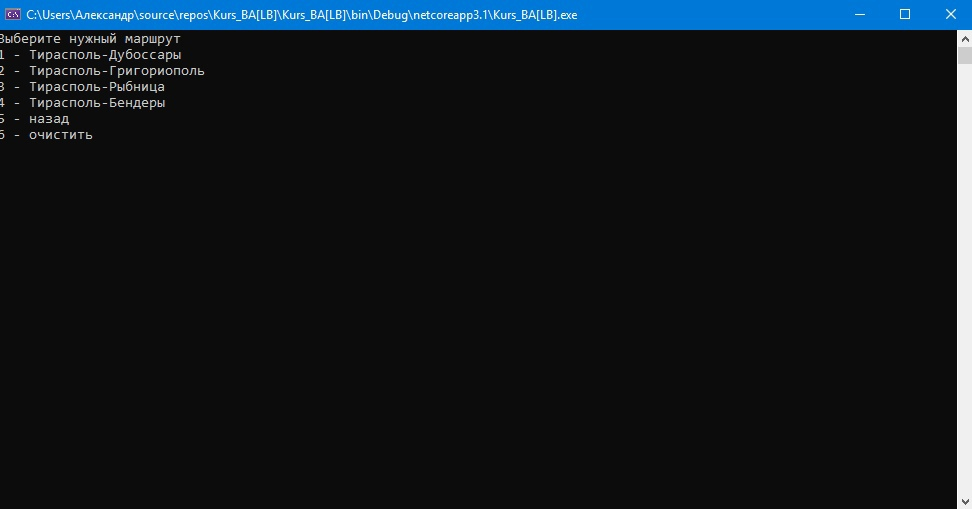 C:\Users\Александр\source\repos\Kurs_BA[LB]\Kurs_BA[LB]\bin\Debug\netcoreapp3.1\Kurs_BA[LB].exe
Выберите нужный маршрут
1 - Тирасполь-Дубоссары
2 - Тирасполь-Григориополь
3 - Тирасполь-Рыбница
4 - Тирасполь-Бендеры
5 - назад
6 - очистить